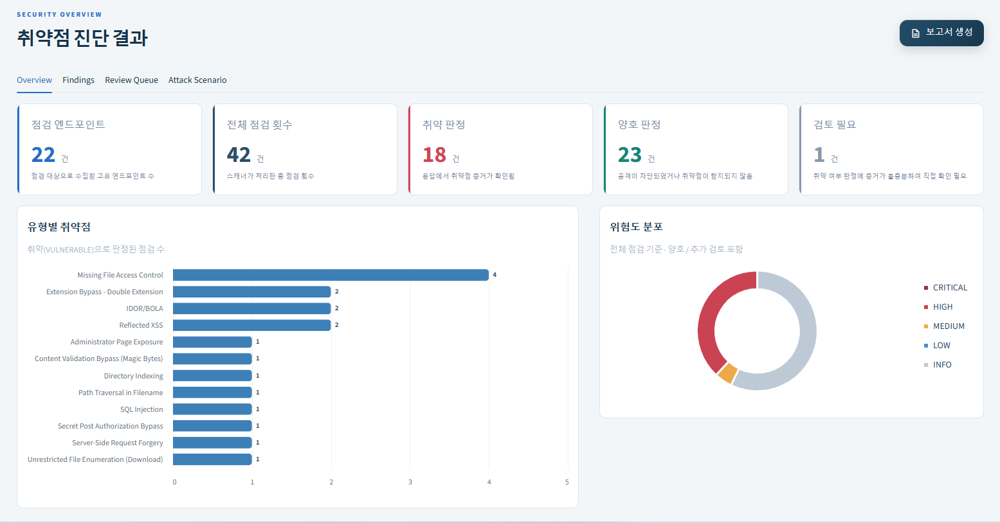 SECURITY OVERVIEW
취약점 진단 결과
보고서 생성
Overview Findings Review Queue Attack Scenario
점검 엔드포인트
22 건
점검 대상으로 수집된 고유 엔드포인트 수
전체 점검 횟수
42 건
스캐너가 처리한 총 점검 횟수
취약 판정
18 건
응답에서 취약점 증거가 확인됨
양호 판정
23 건
공격이 차단되었거나 취약점이 탐지되지 않음
검토 필요
1 건
취약 여부 판정에 증거가 불충분하여 직접 확인 필요
유형별 취약점
취약(VULNERABLE)으로 판정된 점검 수
Missing File Access Control 4
Extension Bypass - Double Extension 2
IDOR/BOLA 2
Reflected XSS 2
Administrator Page Exposure 1
Content Validation Bypass (Magic Bytes) 1
Directory Indexing 1
Path Traversal in Filename 1
SQL Injection 1
Secret Post Authorization Bypass 1
Server-Side Request Forgery 1
Unrestricted File Enumeration (Download) 1
0 1 2 3 4 5
위험도 분포
전체 점검 기준 · 양호 / 추가 검토 포함
CRITICAL
HIGH
MEDIUM
LOW
INFO